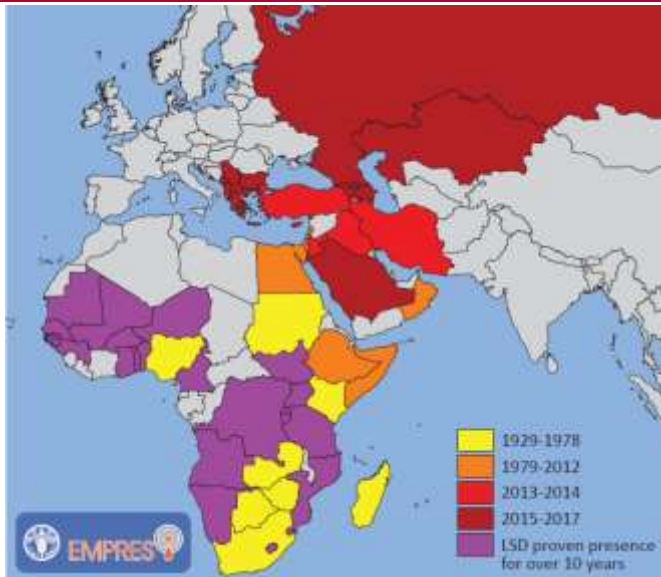 1929-1978
1979-2012
2013-2014
2015-2017
LSD proven presence
for over 10 years
EMPRES